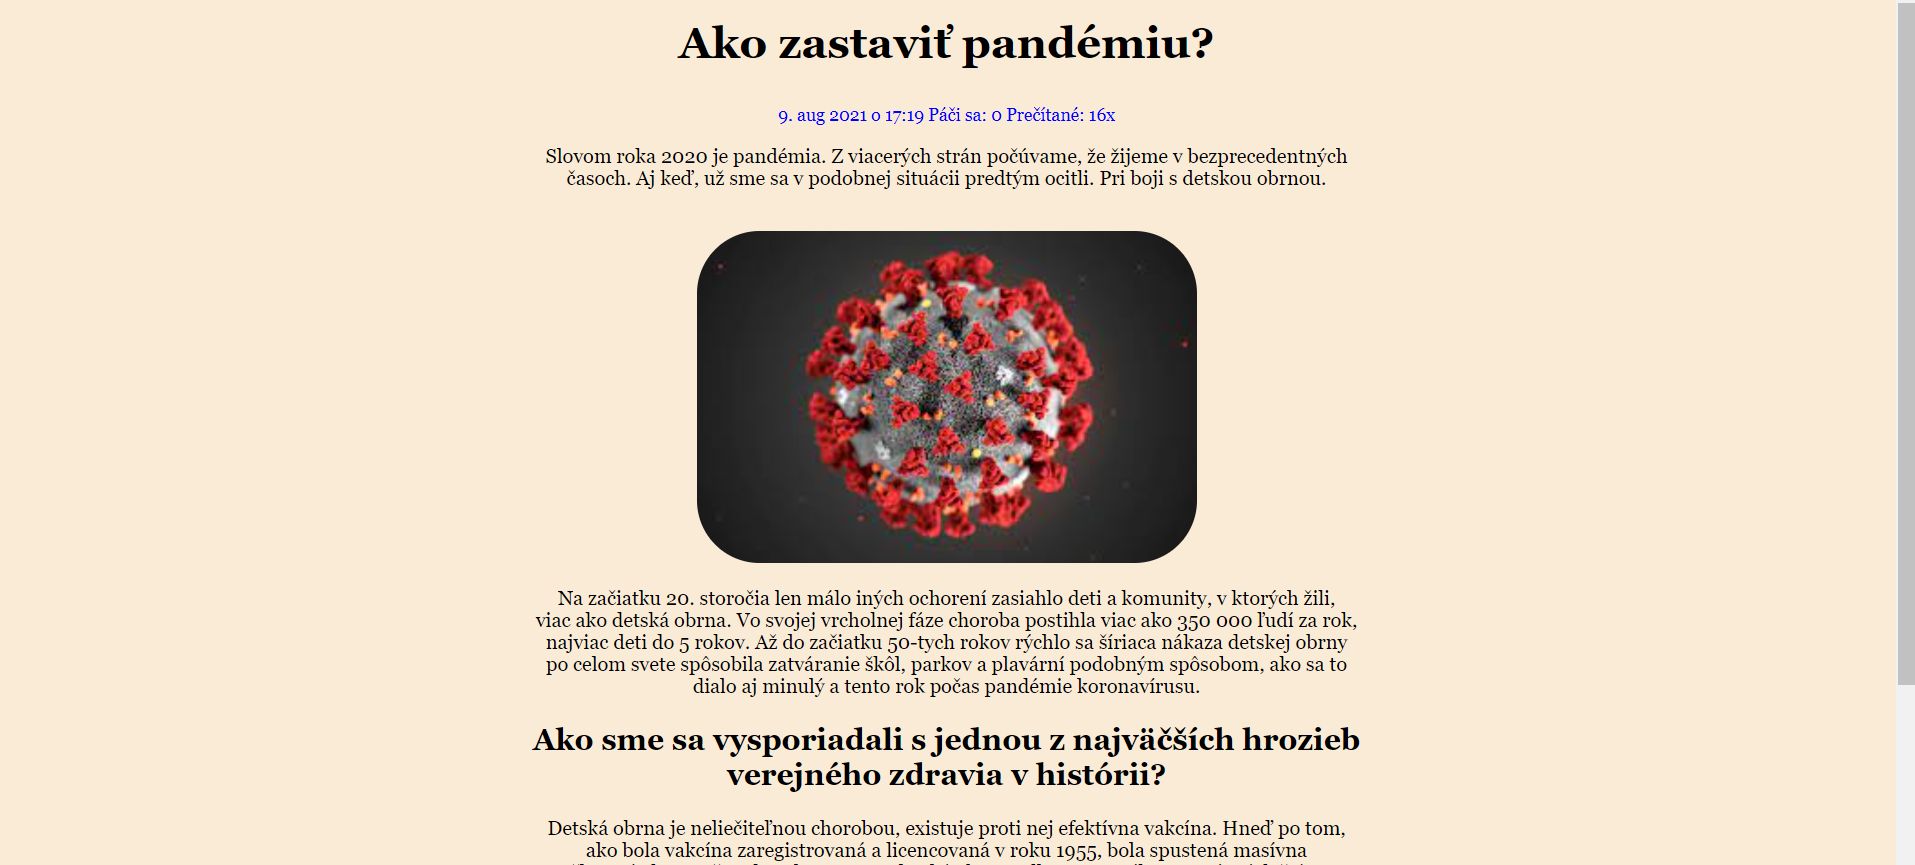 Ako zastaviť pandémiu?
9. aug 2021 o 17:19 Páči sa: 0 Prečítané: 16x
Slovom roka 2020 je pandémia. Z viacerých strán počúvame, že žijeme v bezprecedentných
časoch. Aj keď, už sme sa v podobnej situácii predtým ocitli. Pri boji s detskou obrnou.
Na začiatku 20. storočia len málo iných ochorení zasiahlo deti a komunity, v ktorých žili,
viac ako detská obrna. Vo svojej vrcholnej fáze choroba postihla viac ako 350 000 ľudí za rok,
najviac deti do 5 rokov. Až do začiatku 50-tych rokov rýchlo sa šíriaca nákaza detskej obrny
po celom svete spôsobila zatváranie škôl, parkov a plavární podobným spôsobom, ako sa to
dialo aj minulý a tento rok počas pandémie koronavírusu.
Ako sme sa vysporiadali s jednou z najväčších hrozieb
verejného zdravia v histórii?
Detská obrna je neliečiteľnou chorobou, existuje proti nej efektívna vakcína. Hneď po tom,
ako bola vakcína zaregistrovaná a licencovaná v roku 1955, bola spustená masívna